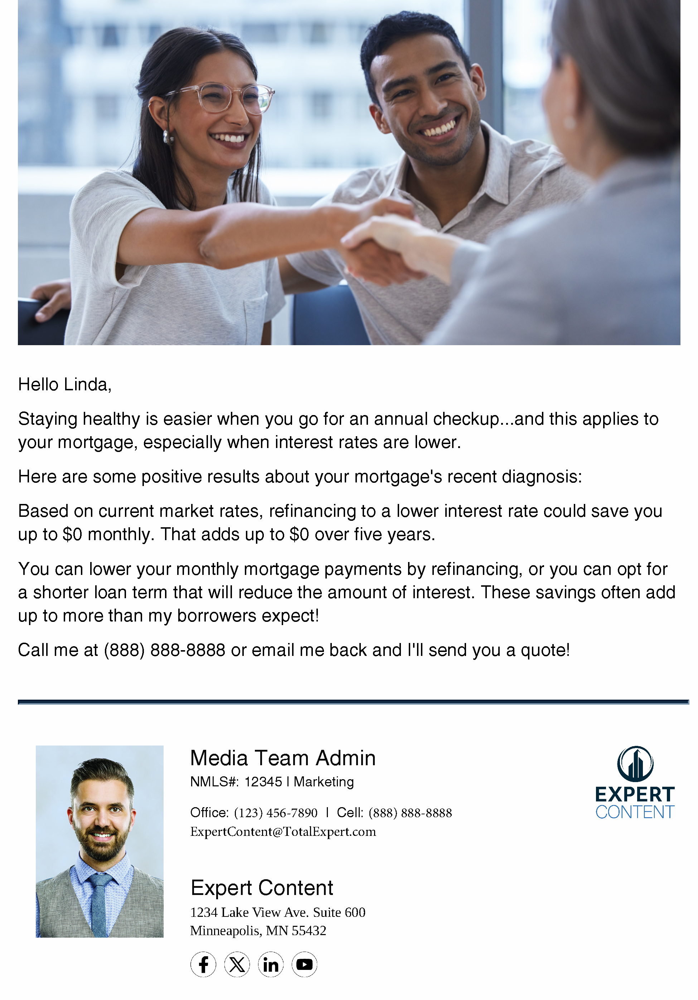 Hello Linda,
Staying healthy is easier when you go for an annual checkup...and this applies to
your mortgage, especially when interest rates are lower.
Here are some positive results about your mortgage's recent diagnosis:
Based on current market rates, refinancing to a lower interest rate could save you
up to $0 monthly. That adds up to $0 over five years.
You can lower your monthly mortgage payments by refinancing, or you can opt for
a shorter loan term that will reduce the amount of interest. These savings often add
up to more than my borrowers expect!
Call me at (888) 888-8888 or email me back and I'll send you a quote!
Media Team Admin
NMLS#: 12345 | Marketing
Office: (123) 456-7890 | Cell: (888) 888-8888
ExpertContent@TotalExpert.com
EXPERT
CONTENT
Expert Content
1234 Lake View Ave. Suite 600
Minneapolis, MN 55432